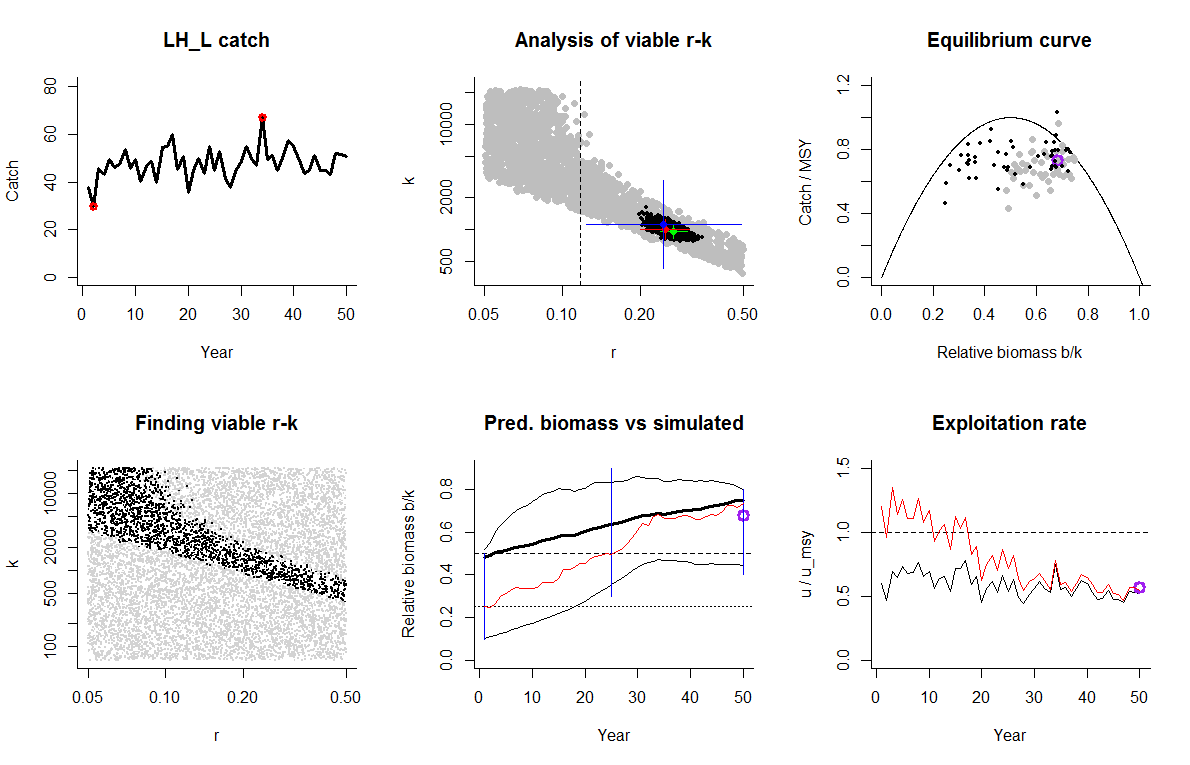 LH_L catch
Catch
0 20 40 60 80
0 10 20 30 40 50
Year
Analysis of viable r-k
k
500 2000 10000
0.05 0.10 0.20 0.50
r
Equilibrium curve
Catch / MSY
0.0 0.4 0.8 1.2
0.0 0.2 0.4 0.6 0.8 1.0
Relative biomass b/k
Finding viable r-k
k
100 500 2000 10000
0.05 0.10 0.20 0.50
r
Pred. biomass vs simulated
Relative biomass b/k
0.0 0.2 0.4 0.6 0.8
0 10 20 30 40 50
Year
Exploitation rate
u / u_msy
0.0 0.5 1.0 1.5
0 10 20 30 40 50
Year